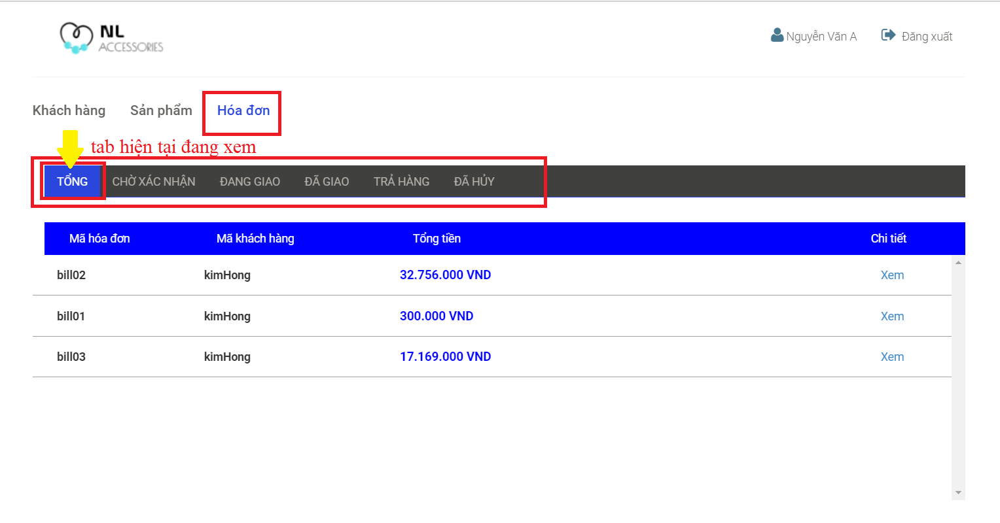 NL
ACCESSORIES
Nguyễn Văn A
Đăng xuất
Khách hàng Sản phẩm Hóa đơn
tab hiện tại đang xem
TỔNG CHỜ XÁC NHẬN ĐANG GIAO ĐÃ GIAO TRẢ HÀNG ĐÃ HỦY
Mã hóa đơn Mã khách hàng Tổng tiền Chi tiết
bill02 kimHong 32.756.000 VND Xem
bill01 kimHong 300.000 VND Xem
bill03 kimHong 17.169.000 VND Xem